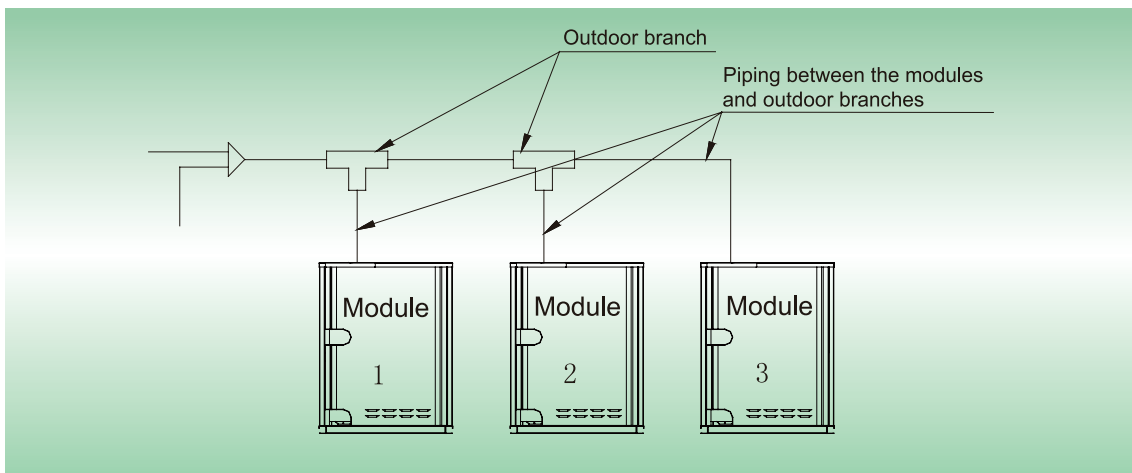 Outdoor branch
Piping between the modules
and outdoor branches
Module
1
Module
2
Module
3